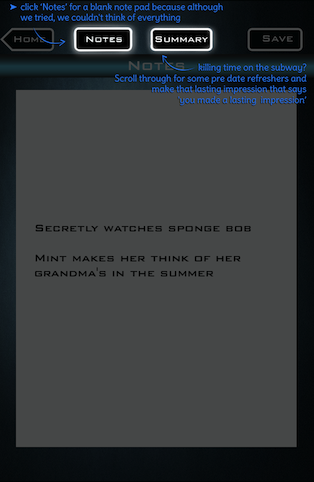 ➤ click 'Notes' for a blank note pad because although
we tried, we couldn't think of everything
Home
Notes
Summary
Save
Notes
killing time on the subway?
Scroll through for some pre date refreshers and
make that lasting impression that says
'you made a lasting impression'
Secretly watches sponge bob
Mint makes her think of her
grandma's in the summer